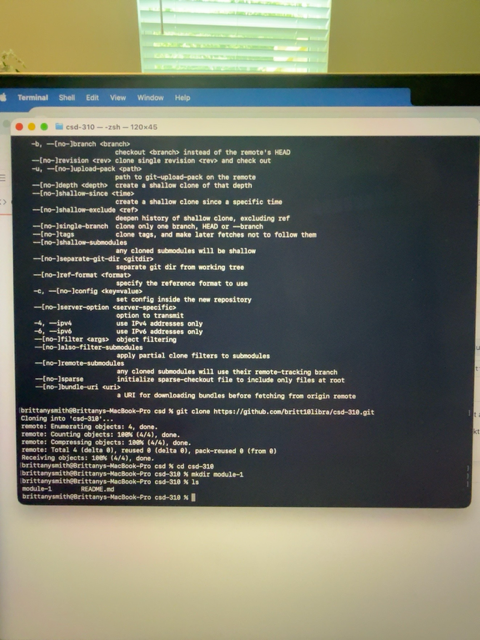 Terminal Shell Edit View Window Help
csd-310 — -zsh — 120×45
-b, --[no-]branch <branch>
checkout <branch> instead of the remote's HEAD
--[no-]revision <rev> clone single revision <rev> and check out
-u, --[no-]upload-pack <path>
path to git-upload-pack on the remote
--[no-]depth <depth> create a shallow clone of that depth
--[no-]shallow-since <time>
create a shallow clone since a specific time
--[no-]shallow-exclude <ref>
deepen history of shallow clone, excluding ref
--[no-]single-branch clone only one branch, HEAD or --branch
--[no-]tags clone tags, and make later fetches not to follow them
--[no-]shallow-submodules
any cloned submodules will be shallow
--[no-]separate-git-dir <gitdir>
separate git dir from working tree
--[no-]ref-format <format>
specify the reference format to use
-c, --[no-]config <key=value>
set config inside the new repository
--[no-]server-option <server-specific>
option to transmit
-4, --ipv4 use IPv4 addresses only
-6, --ipv6 use IPv6 addresses only
--[no-]filter <args> object filtering
--[no-]also-filter-submodules
apply partial clone filters to submodules
--[no-]remote-submodules
any cloned submodules will use their remote-tracking branch
--[no-]sparse initialize sparse-checkout file to include only files at root
--[no-]bundle-uri <uri>
a URI for downloading bundles before fetching from origin remote
[brittanysmith@Brittanys-MacBook-Pro csd % git clone https://github.com/britt10libra/csd-310.git
Cloning into 'csd-310'...
remote: Enumerating objects: 4, done.
remote: Counting objects: 100% (4/4), done.
remote: Compressing objects: 100% (4/4), done.
remote: Total 4 (delta 0), reused 0 (delta 0), pack-reused 0 (from 0)
Receiving objects: 100% (4/4), done.
[brittanysmith@Brittanys-MacBook-Pro csd % cd csd-310
[brittanysmith@Brittanys-MacBook-Pro csd-310 % mkdir module-1
[brittanysmith@Brittanys-MacBook-Pro csd-310 % ls
module-1 README.md
brittanysmith@Brittanys-MacBook-Pro csd-310 %